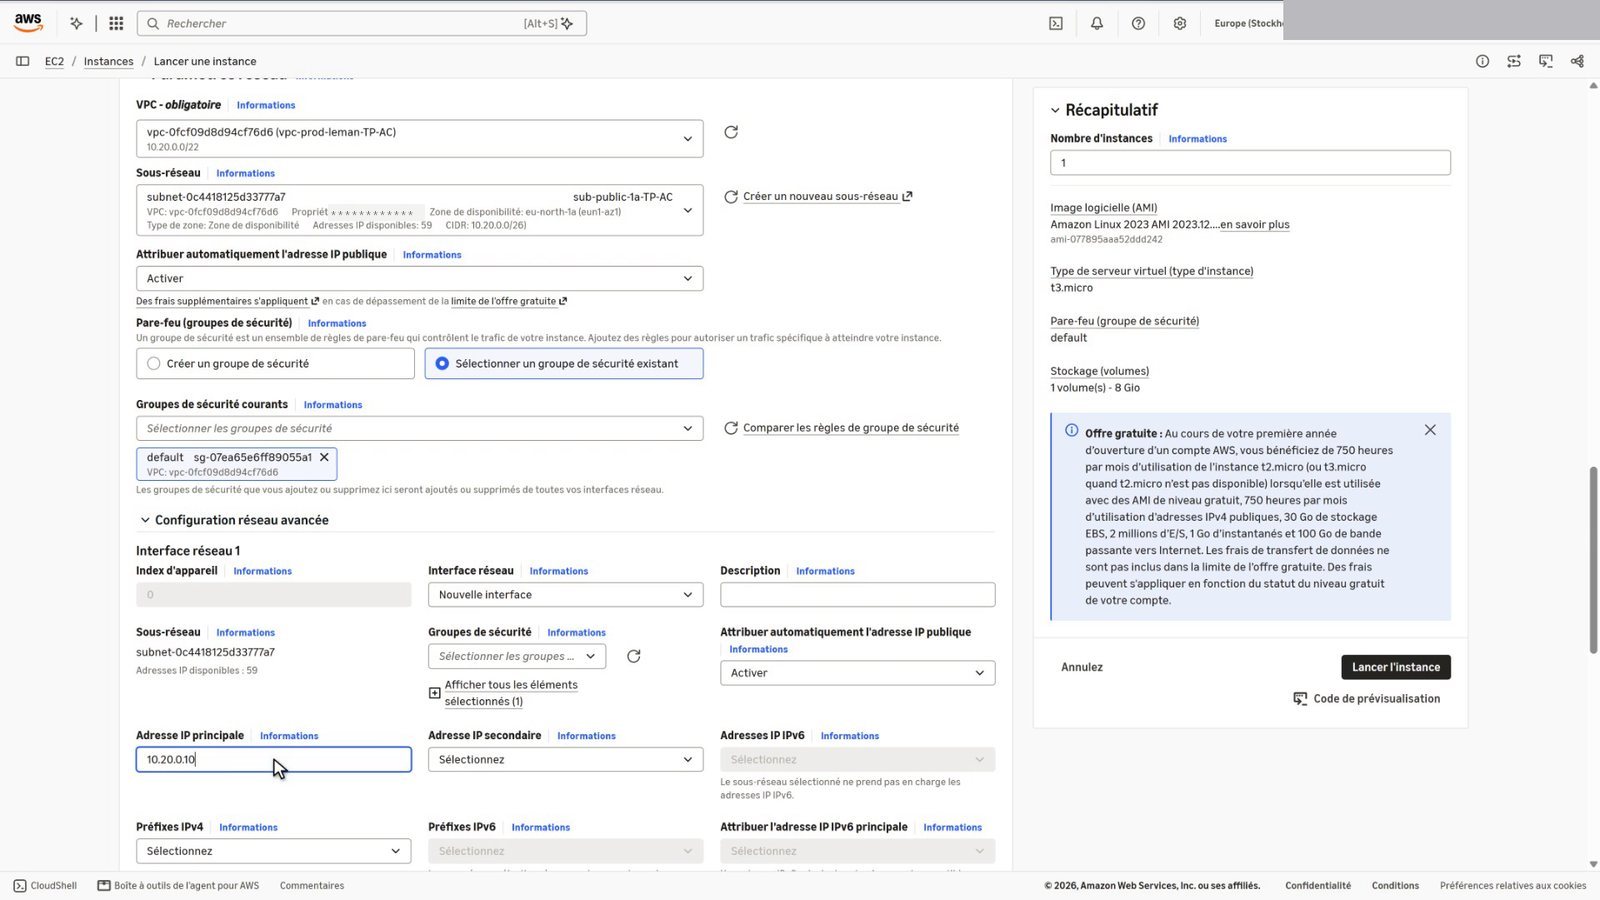 aws
Rechercher
[Alt+S]
Europe (Stockh
EC2 / Instances / Lancer une instance
Informations
VPC - obligatoire
Informations
vpc-0fcf09d8d94cf76d6 (vpc-prod-leman-TP-AC)
10.20.0.0/22
Sous-réseau
Informations
subnet-0c4418125d33777a7
sub-public-1a-TP-AC
VPC: vpc-0fcf09d8d94cf76d6 Propriét ************ Zone de disponibilité: eu-north-1a (eun1-az1)
Type de zone: Zone de disponibilité Adresses IP disponibles: 59 CIDR: 10.20.0.0/26)
Créer un nouveau sous-réseau
Attribuer automatiquement l'adresse IP publique
Informations
Activer
Des frais supplémentaires s'appliquent en cas de dépassement de la limite de l'offre gratuite
Pare-feu (groupes de sécurité)
Informations
Un groupe de sécurité est un ensemble de règles de pare-feu qui contrôlent le trafic de votre instance. Ajoutez des règles pour autoriser un trafic spécifique à atteindre votre instance.
Créer un groupe de sécurité
Sélectionner un groupe de sécurité existant
Groupes de sécurité courants
Informations
Sélectionner les groupes de sécurité
Comparer les règles de groupe de sécurité
default sg-07ea65e6ff89055a1
VPC: vpc-0fcf09d8d94cf76d6
Les groupes de sécurité que vous ajoutez ou supprimez ici seront ajoutés ou supprimés de toutes vos interfaces réseau.
Configuration réseau avancée
Interface réseau 1
Index d'appareil
Informations
0
Interface réseau
Informations
Nouvelle interface
Description
Informations
Sous-réseau
Informations
subnet-0c4418125d33777a7
Adresses IP disponibles : 59
Groupes de sécurité
Informations
Sélectionner les groupes ...
Afficher tous les éléments
sélectionnés (1)
Attribuer automatiquement l'adresse IP publique
Informations
Activer
Adresse IP principale
Informations
10.20.0.10
Adresse IP secondaire
Informations
Sélectionnez
Adresses IP IPv6
Informations
Sélectionnez
Le sous-réseau sélectionné ne prend pas en charge les
adresses IP IPv6.
Préfixes IPv4
Informations
Sélectionnez
Préfixes IPv6
Informations
Sélectionnez
Attribuer l'adresse IP IPv6 principale
Informations
Sélectionnez
Récapitulatif
Nombre d'instances
Informations
1
Image logicielle (AMI)
Amazon Linux 2023 AMI 2023.12....en savoir plus
ami-077895aaa52ddd242
Type de serveur virtuel (type d'instance)
t3.micro
Pare-feu (groupe de sécurité)
default
Stockage (volumes)
1 volume(s) - 8 Gio
Offre gratuite : Au cours de votre première année
d'ouverture d'un compte AWS, vous bénéficiez de 750 heures
par mois d'utilisation de l'instance t2.micro (ou t3.micro
quand t2.micro n'est pas disponible) lorsqu'elle est utilisée
avec des AMI de niveau gratuit, 750 heures par mois
d'utilisation d'adresses IPv4 publiques, 30 Go de stockage
EBS, 2 millions d'E/S, 1 Go d'instantanés et 100 Go de bande
passante vers Internet. Les frais de transfert de données ne
sont pas inclus dans la limite de l'offre gratuite. Des frais
peuvent s'appliquer en fonction du statut du niveau gratuit
de votre compte.
Annulez
Lancer l'instance
Code de prévisualisation
CloudShell
Boîte à outils de l'agent pour AWS
Commentaires
© 2026, Amazon Web Services, Inc. ou ses affiliés.
Confidentialité
Conditions
Préférences relatives aux cookies